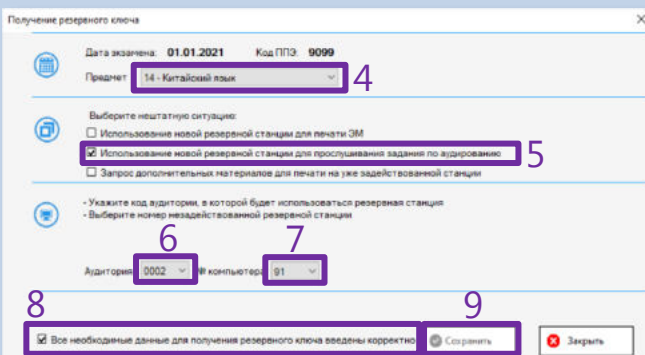 Получение резервного ключа
Дата экзамена: 01.01.2021 Код ППЭ: 9099
Предмет 14 - Китайский язык 4
Выберите нештатную ситуацию:
Использование новой резервной станции для печати ЭМ
Использование новой резервной станции для прослушивания задания по аудированию 5
Запрос дополнительных материалов для печати на уже задействованной станции
- Укажите код аудитории, в которой будет использоваться резервная станция
- Выберите номер незадействованной резервной станции
6 7
Аудитория 0002 № компьютера 91
8 9
Все необходимые данные для получения резервного ключа введены корректно Сохранить Закрыть